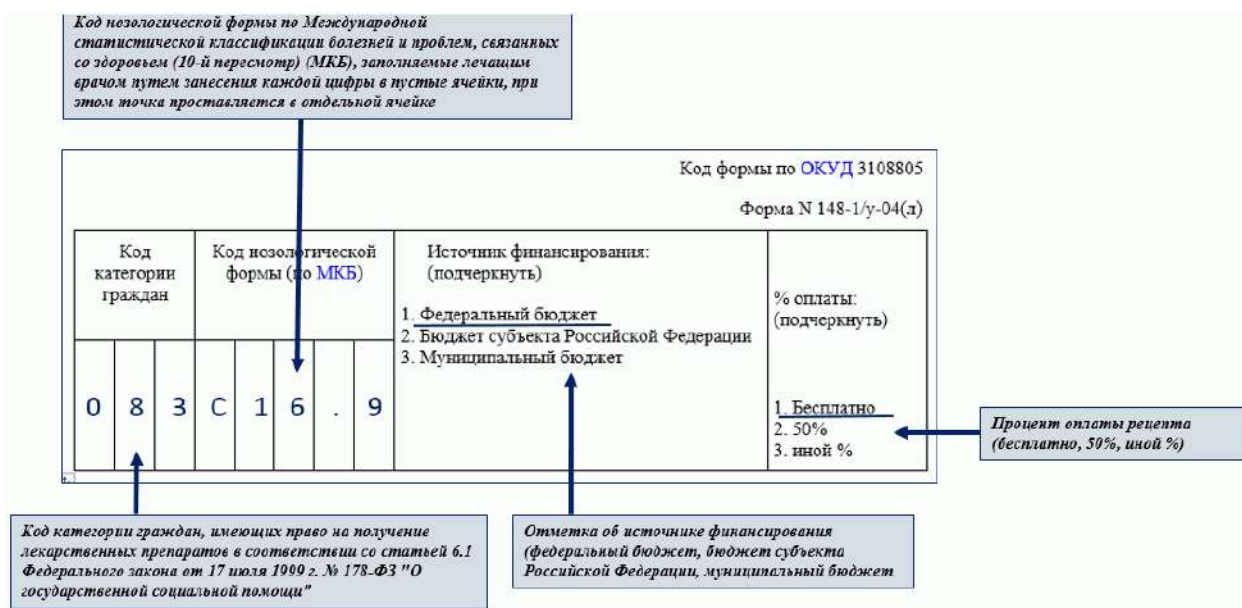 Код нозологической формы по Международной
статистической классификации болезней и проблем, связанных
со здоровьем (10-й пересмотр) (МКБ), заполняемые лечащим
врачом путем занесения каждой цифры в пустые ячейки, при
этом точка проставляется в отдельной ячейке
Код формы по ОКУД 3108805
Форма N 148-1/у-04(л)
Код
категории
граждан
Код нозологической
формы (по МКБ)
Источник финансирования:
(подчеркнуть)
1. Федеральный бюджет
2. Бюджет субъекта Российской Федерации
3. Муниципальный бюджет
% оплаты:
(подчеркнуть)
1. Бесплатно
2. 50%
3. иной %
0 8 3 C 1 6 . 9
Процент оплаты рецепта
(бесплатно, 50%, иной %)
Код категории граждан, имеющих право на получение
лекарственных препаратов в соответствии со статьей 6.1
Федерального закона от 17 июля 1999 г. № 178-ФЗ "О
государственной социальной помощи"
Отметка об источнике финансирования
(федеральный бюджет, бюджет субъекта
Российской Федерации, муниципальный бюджет